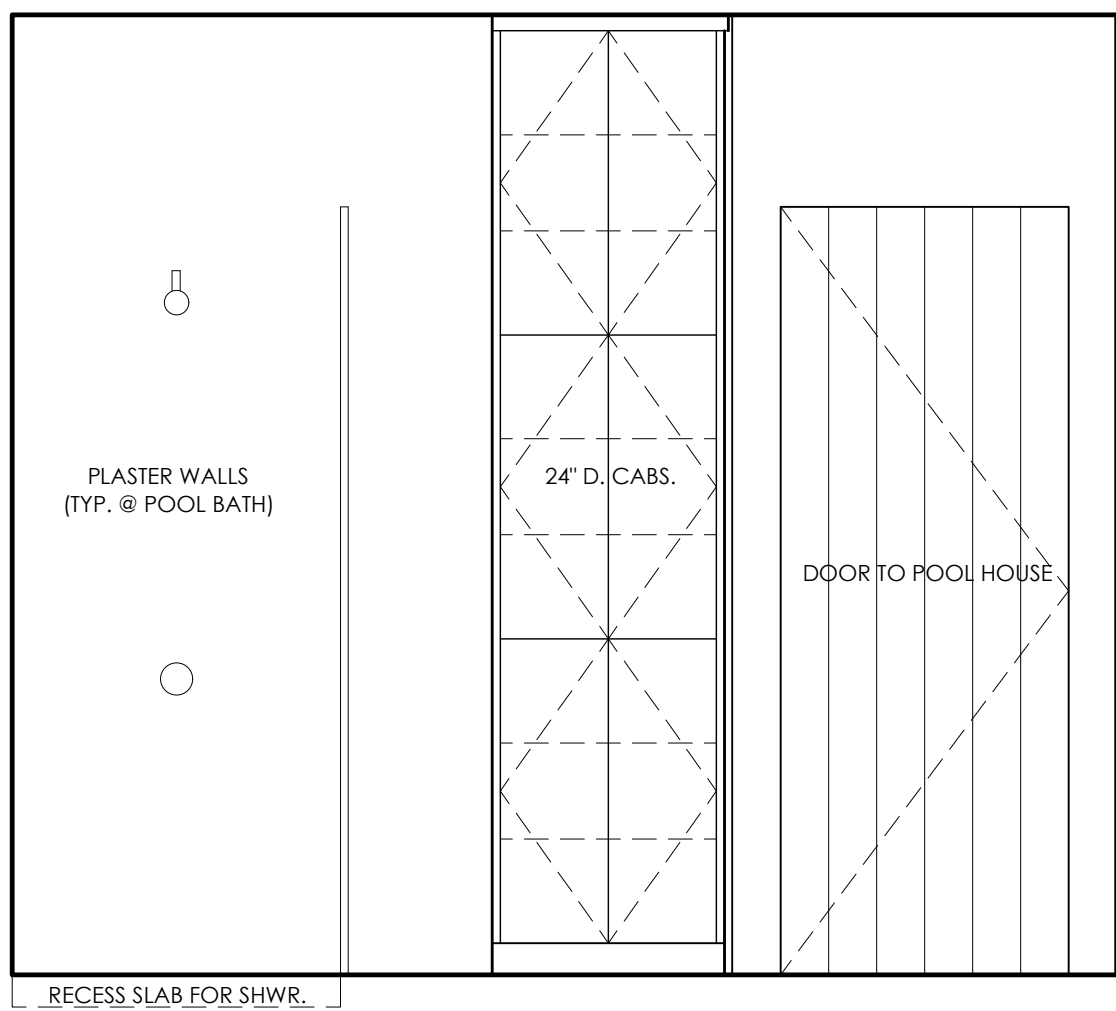 PLASTER WALLS
(TYP. @ POOL BATH)
24" D. CABS.
DOOR TO POOL HOUSE
RECESS SLAB FOR SHWR.